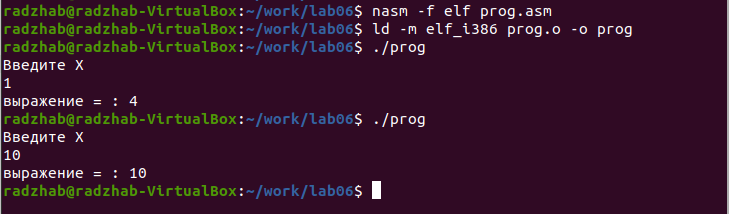 radzhab@radzhab-VirtualBox:~/work/lab06$ nasm -f elf prog.asm
radzhab@radzhab-VirtualBox:~/work/lab06$ ld -m elf_i386 prog.o -o prog
radzhab@radzhab-VirtualBox:~/work/lab06$ ./prog
Введите X
1
выражение = : 4
radzhab@radzhab-VirtualBox:~/work/lab06$ ./prog
Введите X
10
выражение = : 10
radzhab@radzhab-VirtualBox:~/work/lab06$